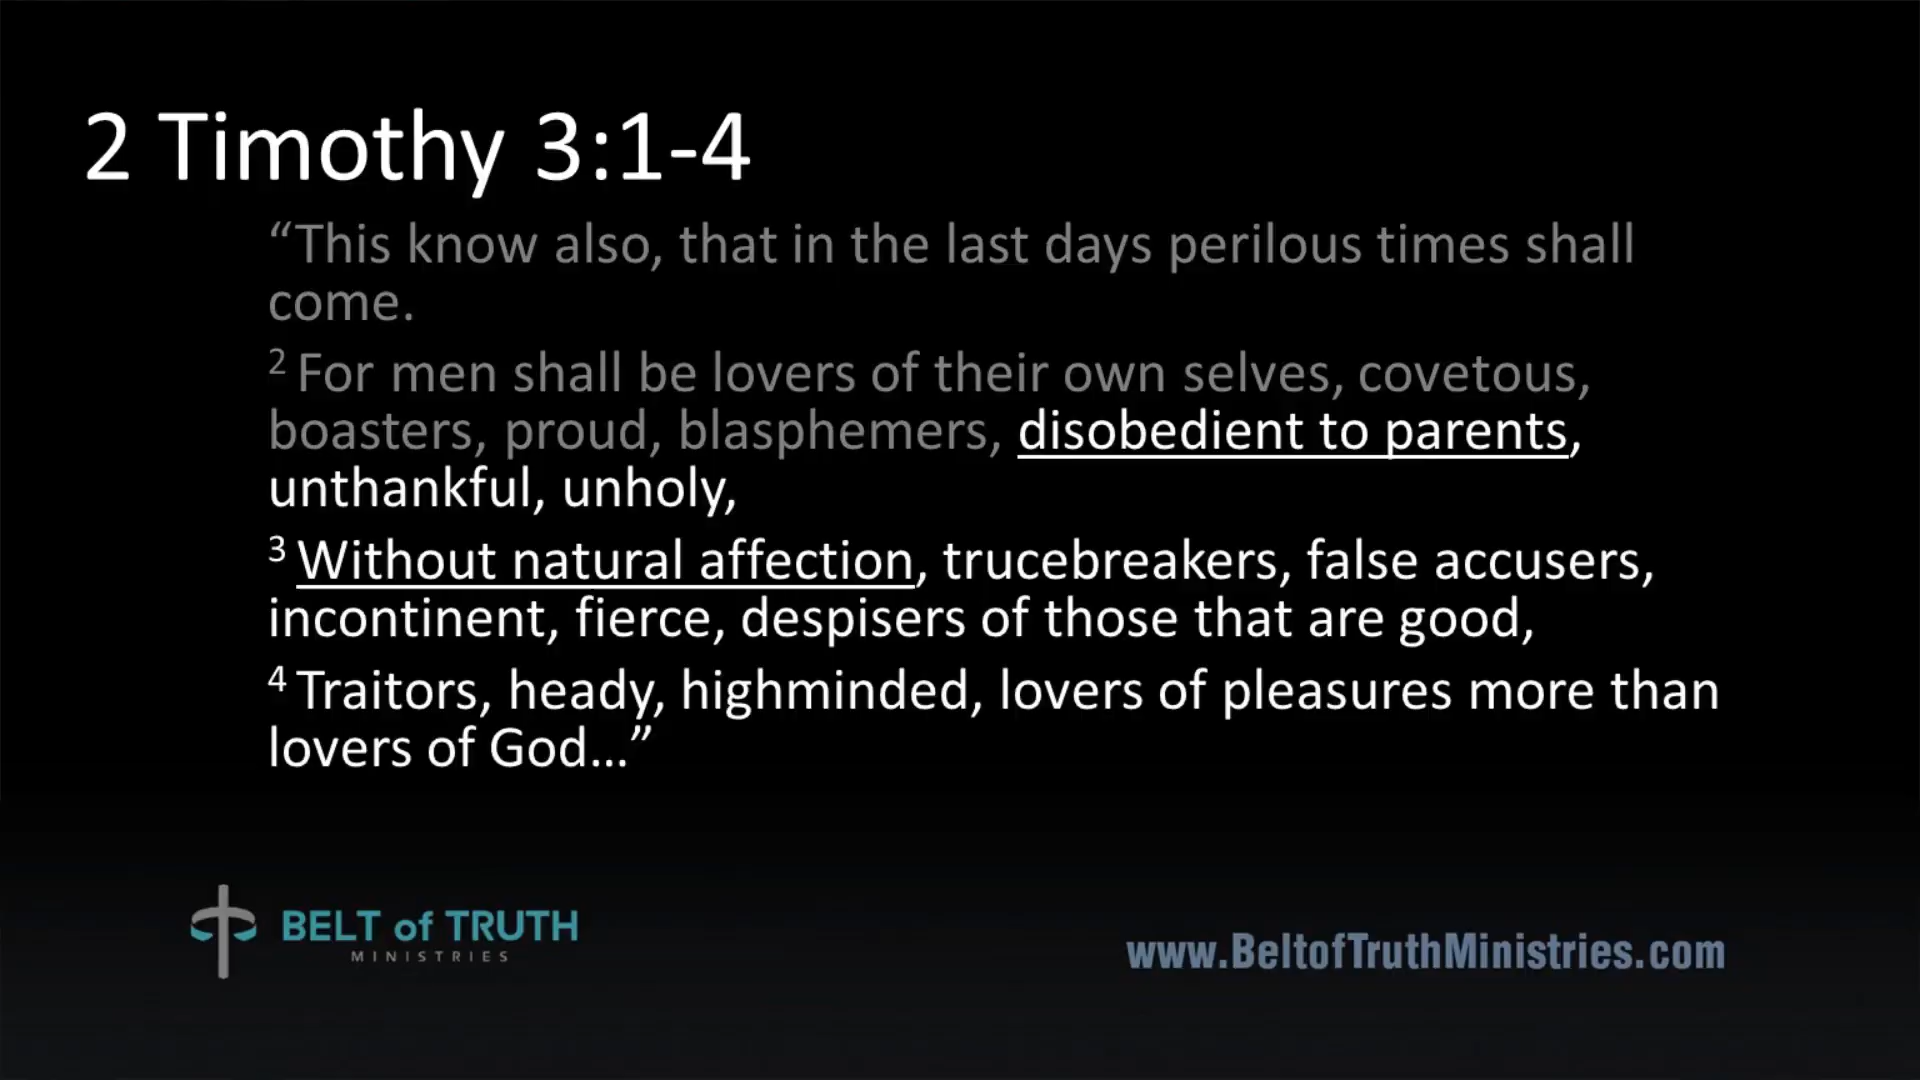 2 Timothy 3:1-4
“This know also, that in the last days perilous times shall
come.
2 For men shall be lovers of their own selves, covetous,
boasters, proud, blasphemers, disobedient to parents,
unthankful, unholy,
3 Without natural affection, trucebreakers, false accusers,
incontinent, fierce, despisers of those that are good,
4 Traitors, heady, highminded, lovers of pleasures more than
lovers of God…”
BELT of TRUTH
MINISTRIES
www.BeltofTruthMinistries.com